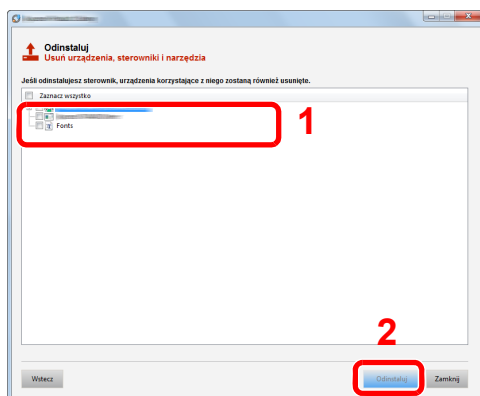 Odinstaluj
Usuń urządzenia, sterowniki i narzędzia
Jeśli odinstalujesz sterownik, urządzenia korzystające z niego zostaną również usunięte.
Zaznacz wszystko
1
Fonts
2
Wstecz
Odinstaluj
Zamknij